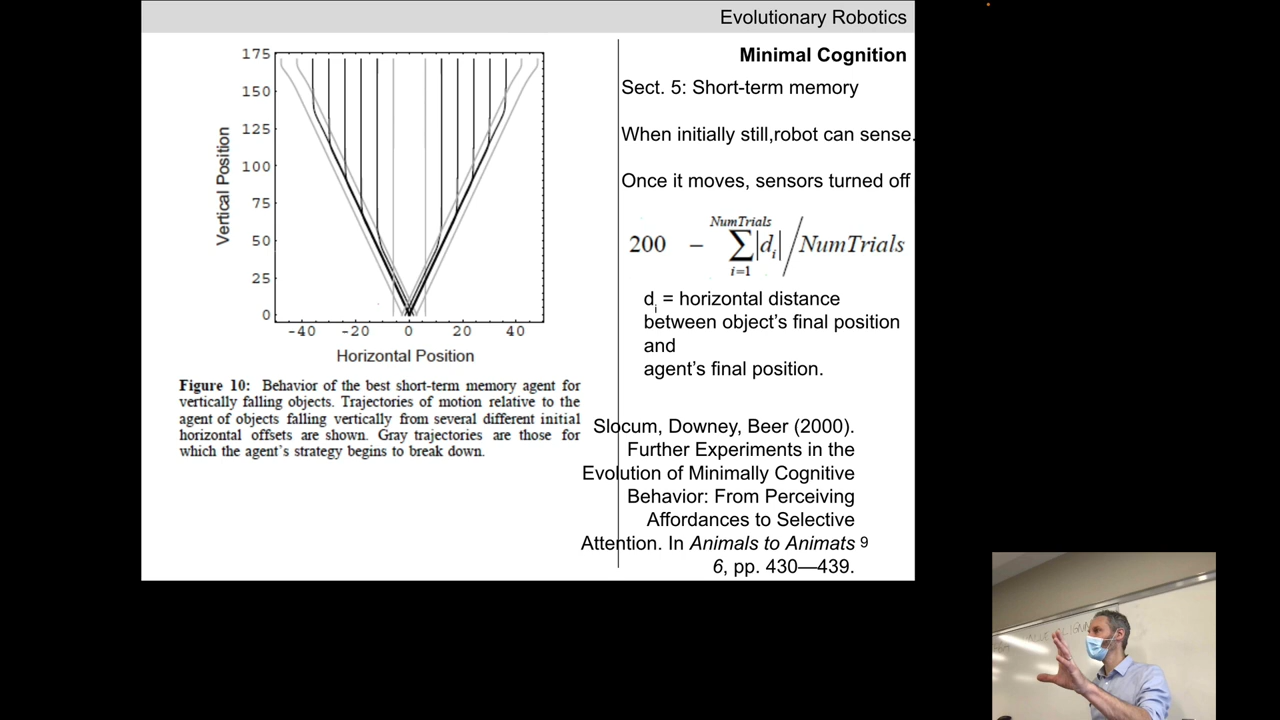 Evolutionary Robotics
Minimal Cognition
Sect. 5: Short-term memory
When initially still,robot can sense.
Once it moves, sensors turned off
NumTrials
200 − ∑|di| / NumTrials
i=1
di = horizontal distance
between object's final position
and
agent's final position.
Slocum, Downey, Beer (2000).
Further Experiments in the
Evolution of Minimally Cognitive
Behavior: From Perceiving
Affordances to Selective
Attention. In Animals to Animats
6, pp. 430—439.
9
175
150
125
100
75
50
25
0
Vertical Position
-40 -20 0 20 40
Horizontal Position
Figure 10: Behavior of the best short-term memory agent for
vertically falling objects. Trajectories of motion relative to the
agent of objects falling vertically from several different initial
horizontal offsets are shown. Gray trajectories are those for
which the agent's strategy begins to break down.